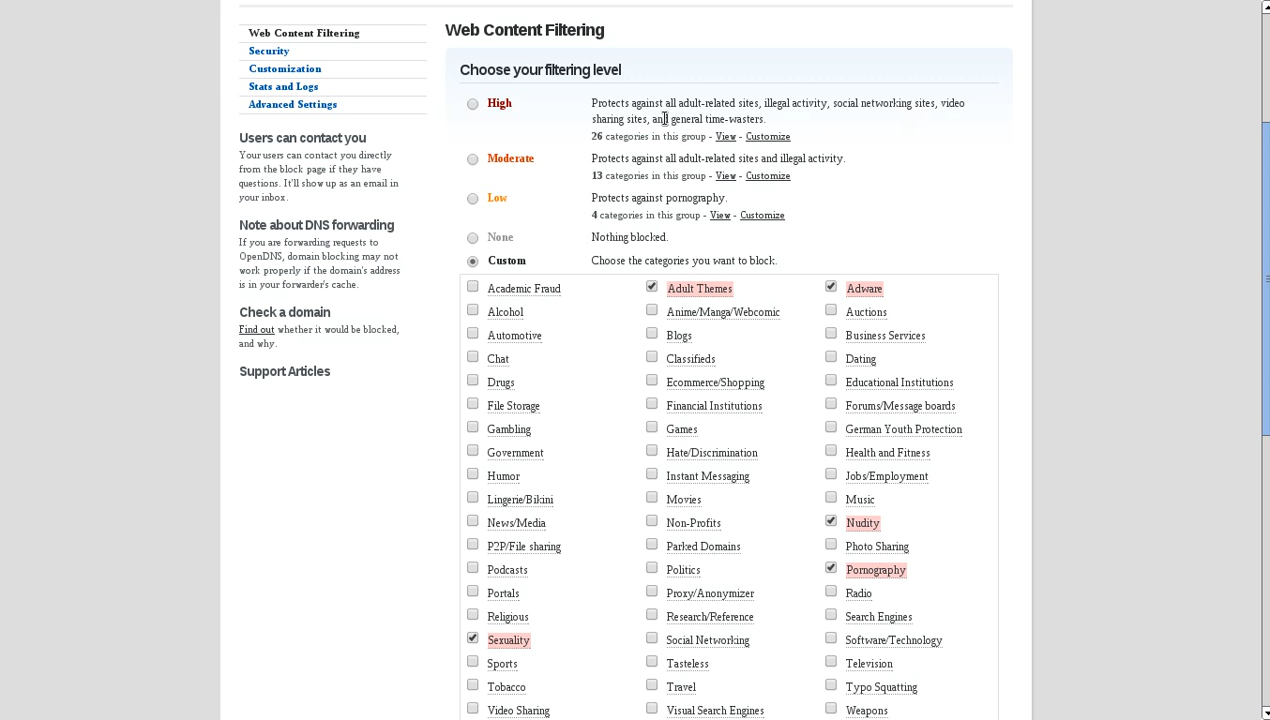 Web Content Filtering
Security
Customization
Stats and Logs
Advanced Settings
Users can contact you
Your users can contact you directly
from the block page if they have
questions. It'll show up as an email in
your inbox.
Note about DNS forwarding
If you are forwarding requests to
OpenDNS, domain blocking may not
work properly if the domain's address
is in your forwarder's cache.
Check a domain
Find out whether it would be blocked,
and why.
Support Articles
Web Content Filtering
Choose your filtering level
High Protects against all adult-related sites, illegal activity, social networking sites, video
sharing sites, and general time-wasters.
26 categories in this group - View - Customize
Moderate Protects against all adult-related sites and illegal activity.
13 categories in this group - View - Customize
Low Protects against pornography.
4 categories in this group - View - Customize
None Nothing blocked.
Custom Choose the categories you want to block.
Academic Fraud Adult Themes Adware
Alcohol Anime/Manga/Webcomic Auctions
Automotive Blogs Business Services
Chat Classifieds Dating
Drugs Ecommerce/Shopping Educational Institutions
File Storage Financial Institutions Forums/Message boards
Gambling Games German Youth Protection
Government Hate/Discrimination Health and Fitness
Humor Instant Messaging Jobs/Employment
Lingerie/Bikini Movies Music
News/Media Non-Profits Nudity
P2P/File sharing Parked Domains Photo Sharing
Podcasts Politics Pornography
Portals Proxy/Anonymizer Radio
Religious Research/Reference Search Engines
Sexuality Social Networking Software/Technology
Sports Tasteless Television
Tobacco Travel Typo Squatting
Video Sharing Visual Search Engines Weapons